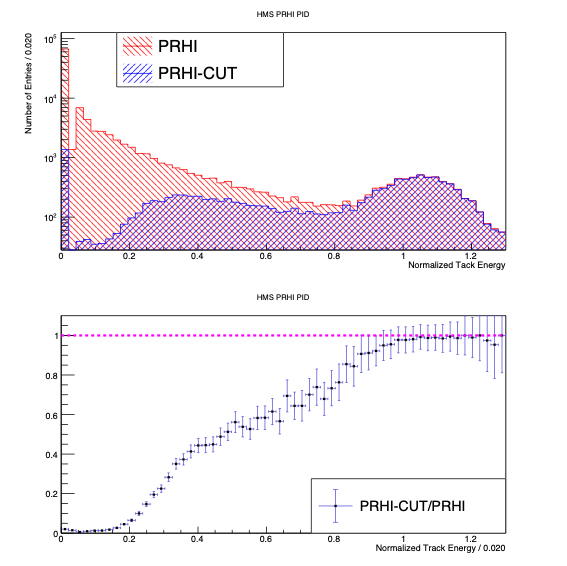 HMS PRHI PID
Number of Entries / 0.020
10^5
10^4
10^3
10^2
PRHI
PRHI-CUT
0 0.2 0.4 0.6 0.8 1 1.2
Normalized Tack Energy
HMS PRHI PID
1
0.8
0.6
0.4
0.2
0
PRHI-CUT/PRHI
0 0.2 0.4 0.6 0.8 1 1.2
Normalized Track Energy / 0.020